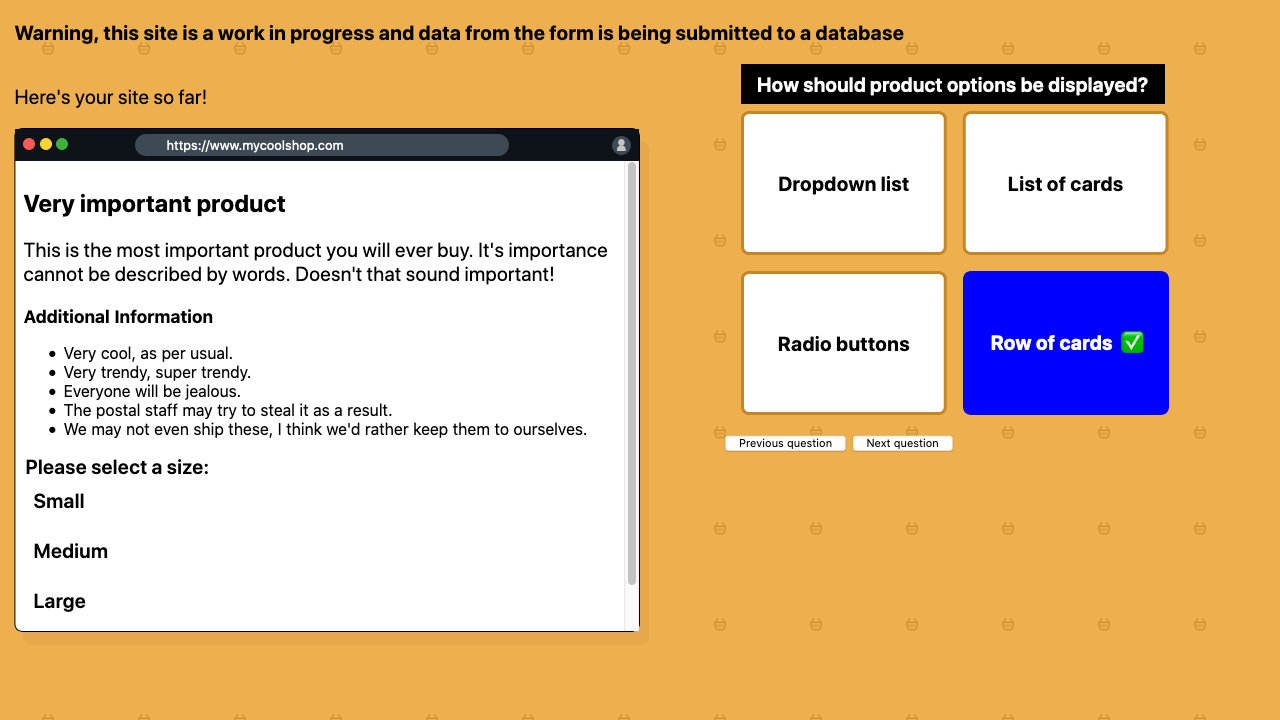 Warning, this site is a work in progress and data from the form is being submitted to a database
Here's your site so far!
https://www.mycoolshop.com
Very important product
This is the most important product you will ever buy. It's importance
cannot be described by words. Doesn't that sound important!
Additional Information
Very cool, as per usual.
Very trendy, super trendy.
Everyone will be jealous.
The postal staff may try to steal it as a result.
We may not even ship these, I think we'd rather keep them to ourselves.
Please select a size:
Small
Medium
Large
How should product options be displayed?
Dropdown list
List of cards
Radio buttons
Row of cards ✅
Previous question
Next question